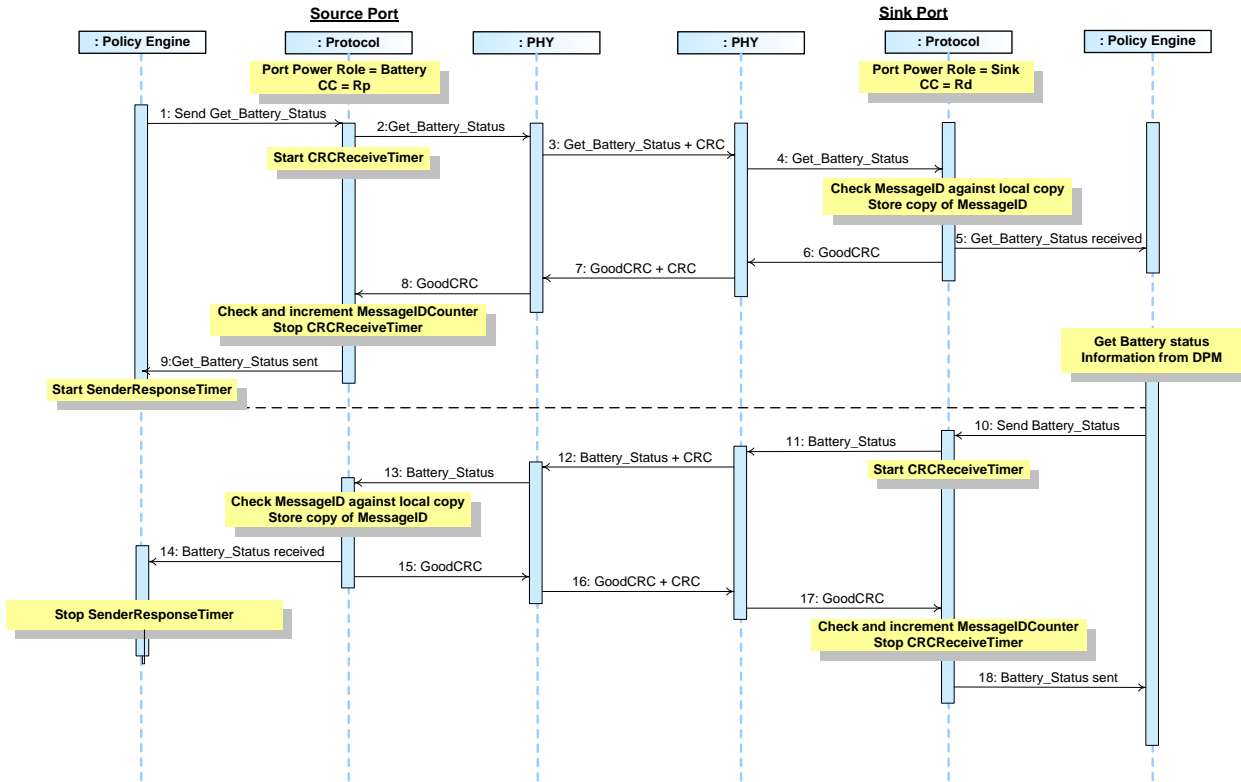 Source Port
Sink Port
: Policy Engine
: Protocol
: PHY
: PHY
: Protocol
: Policy Engine
Port Power Role = Battery
CC = Rp
Port Power Role = Sink
CC = Rd
1: Send Get_Battery_Status
2:Get_Battery_Status
Start CRCReceiveTimer
3: Get_Battery_Status + CRC
4: Get_Battery_Status
Check MessageID against local copy
Store copy of MessageID
5: Get_Battery_Status received
6: GoodCRC
7: GoodCRC + CRC
8: GoodCRC
Check and increment MessageIDCounter
Stop CRCReceiveTimer
9:Get_Battery_Status sent
Start SenderResponseTimer
Get Battery status
Information from DPM
10: Send Battery_Status
11: Battery_Status
Start CRCReceiveTimer
12: Battery_Status + CRC
13: Battery_Status
Check MessageID against local copy
Store copy of MessageID
14: Battery_Status received
15: GoodCRC
16: GoodCRC + CRC
17: GoodCRC
Stop SenderResponseTimer
Check and increment MessageIDCounter
Stop CRCReceiveTimer
18: Battery_Status sent